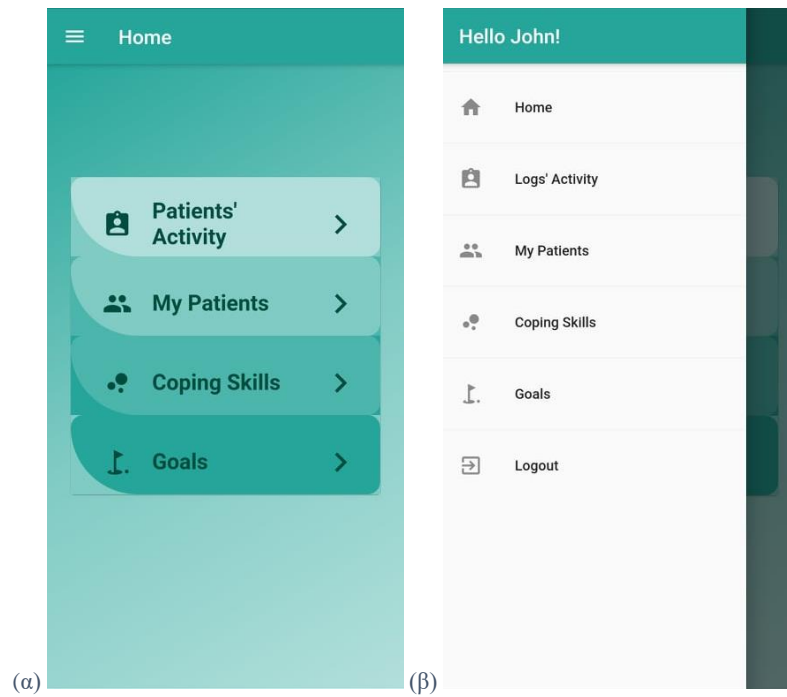 Home
Patients'
Activity
My Patients
Coping Skills
Goals
(α)
Hello John!
Home
Logs' Activity
My Patients
Coping Skills
Goals
Logout
(β)